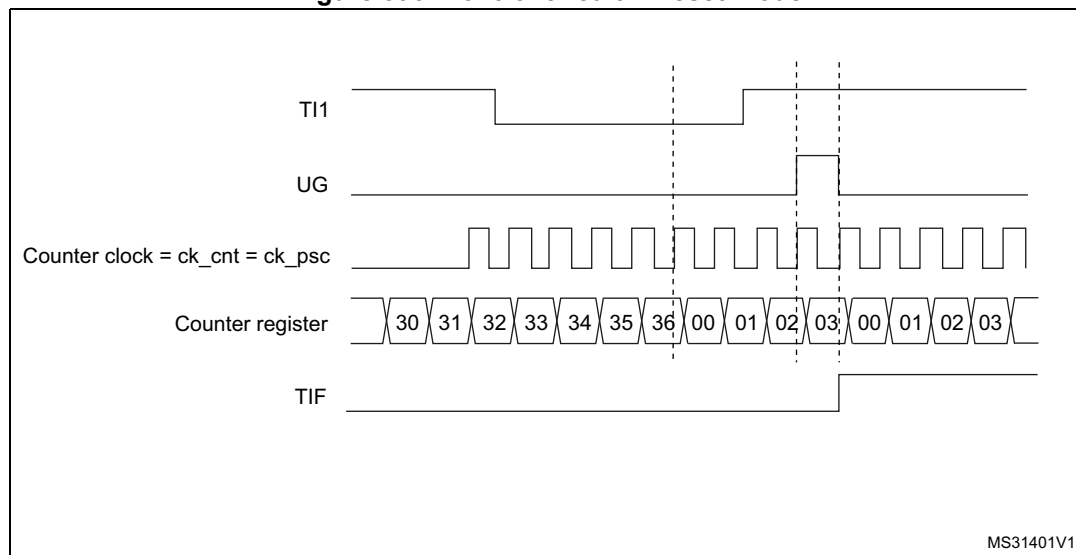 TI1
UG
Counter clock = ck_cnt = ck_psc
Counter register 30 31 32 33 34 35 36 00 01 02 03 00 01 02 03
TIF
MS31401V1